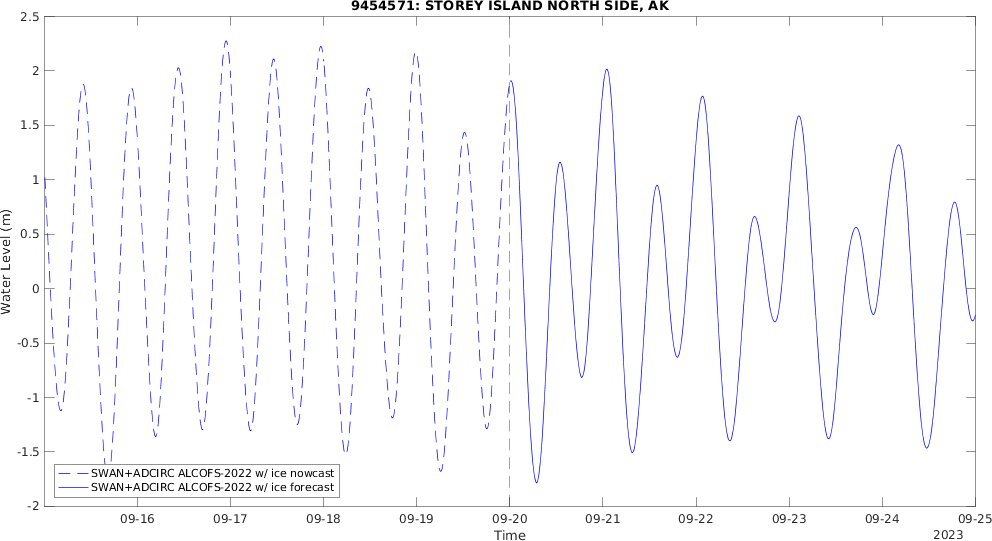 9454571: STOREY ISLAND NORTH SIDE, AK
2.5
2
1.5
1
0.5
0
-0.5
-1
-1.5
-2
Water Level (m)
SWAN+ADCIRC ALCOFS-2022 w/ ice nowcast
SWAN+ADCIRC ALCOFS-2022 w/ ice forecast
09-16 09-17 09-18 09-19 09-20 09-21 09-22 09-23 09-24 09-25
Time
2023